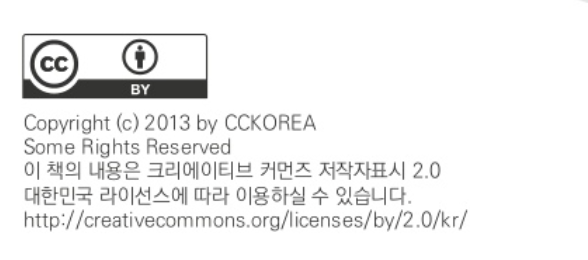 cc
BY
Copyright (c) 2013 by CCKOREA
Some Rights Reserved
이 책의 내용은 크리에이티브 커먼즈 저작자표시 2.0
대한민국 라이선스에 따라 이용하실 수 있습니다.
http://creativecommons.org/licenses/by/2.0/kr/